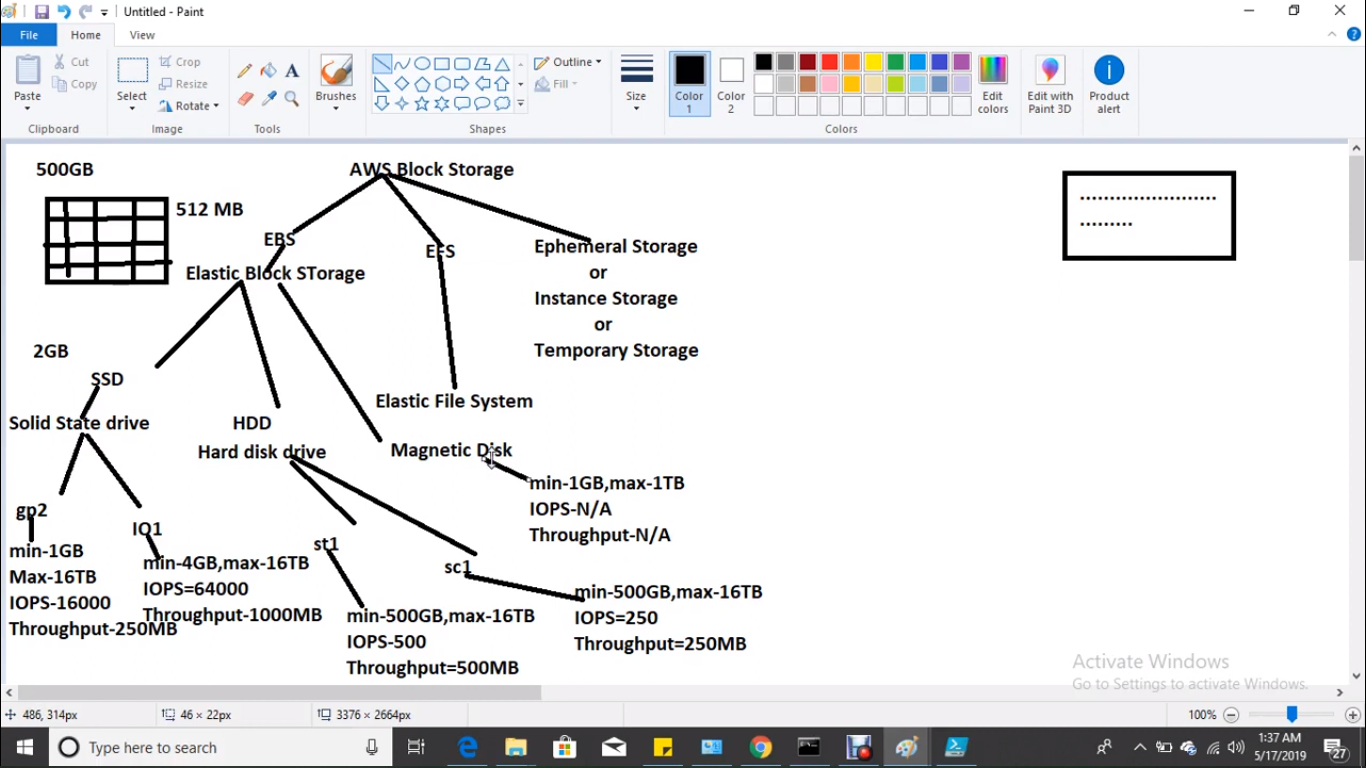 Untitled - Paint
File
Home
View
Paste
Cut
Copy
Clipboard
Select
Crop
Resize
Rotate
Image
A
Tools
Brushes
Shapes
Outline
Fill
Size
Color 1
Color 2
Colors
Edit colors
Edit with Paint 3D
Product alert
500GB
512 MB
AWS Block Storage
EBS
Elastic Block STorage
EFS
Ephemeral Storage
or
Instance Storage
or
Temporary Storage
.......................
.........
2GB
SSD
Solid State drive
HDD
Hard disk drive
Elastic File System
Magnetic Disk
min-1GB,max-1TB
IOPS-N/A
Throughput-N/A
gp2
min-1GB
Max-16TB
IOPS-16000
Throughput-250MB
IO1
min-4GB,max-16TB
IOPS=64000
Throughput-1000MB
st1
min-500GB,max-16TB
IOPS-500
Throughput=500MB
sc1
min-500GB,max-16TB
IOPS=250
Throughput=250MB
Activate Windows
Go to Settings to activate Windows.
486, 314px
46 × 22px
3376 × 2664px
100%
Type here to search
1:37 AM
5/17/2019
27